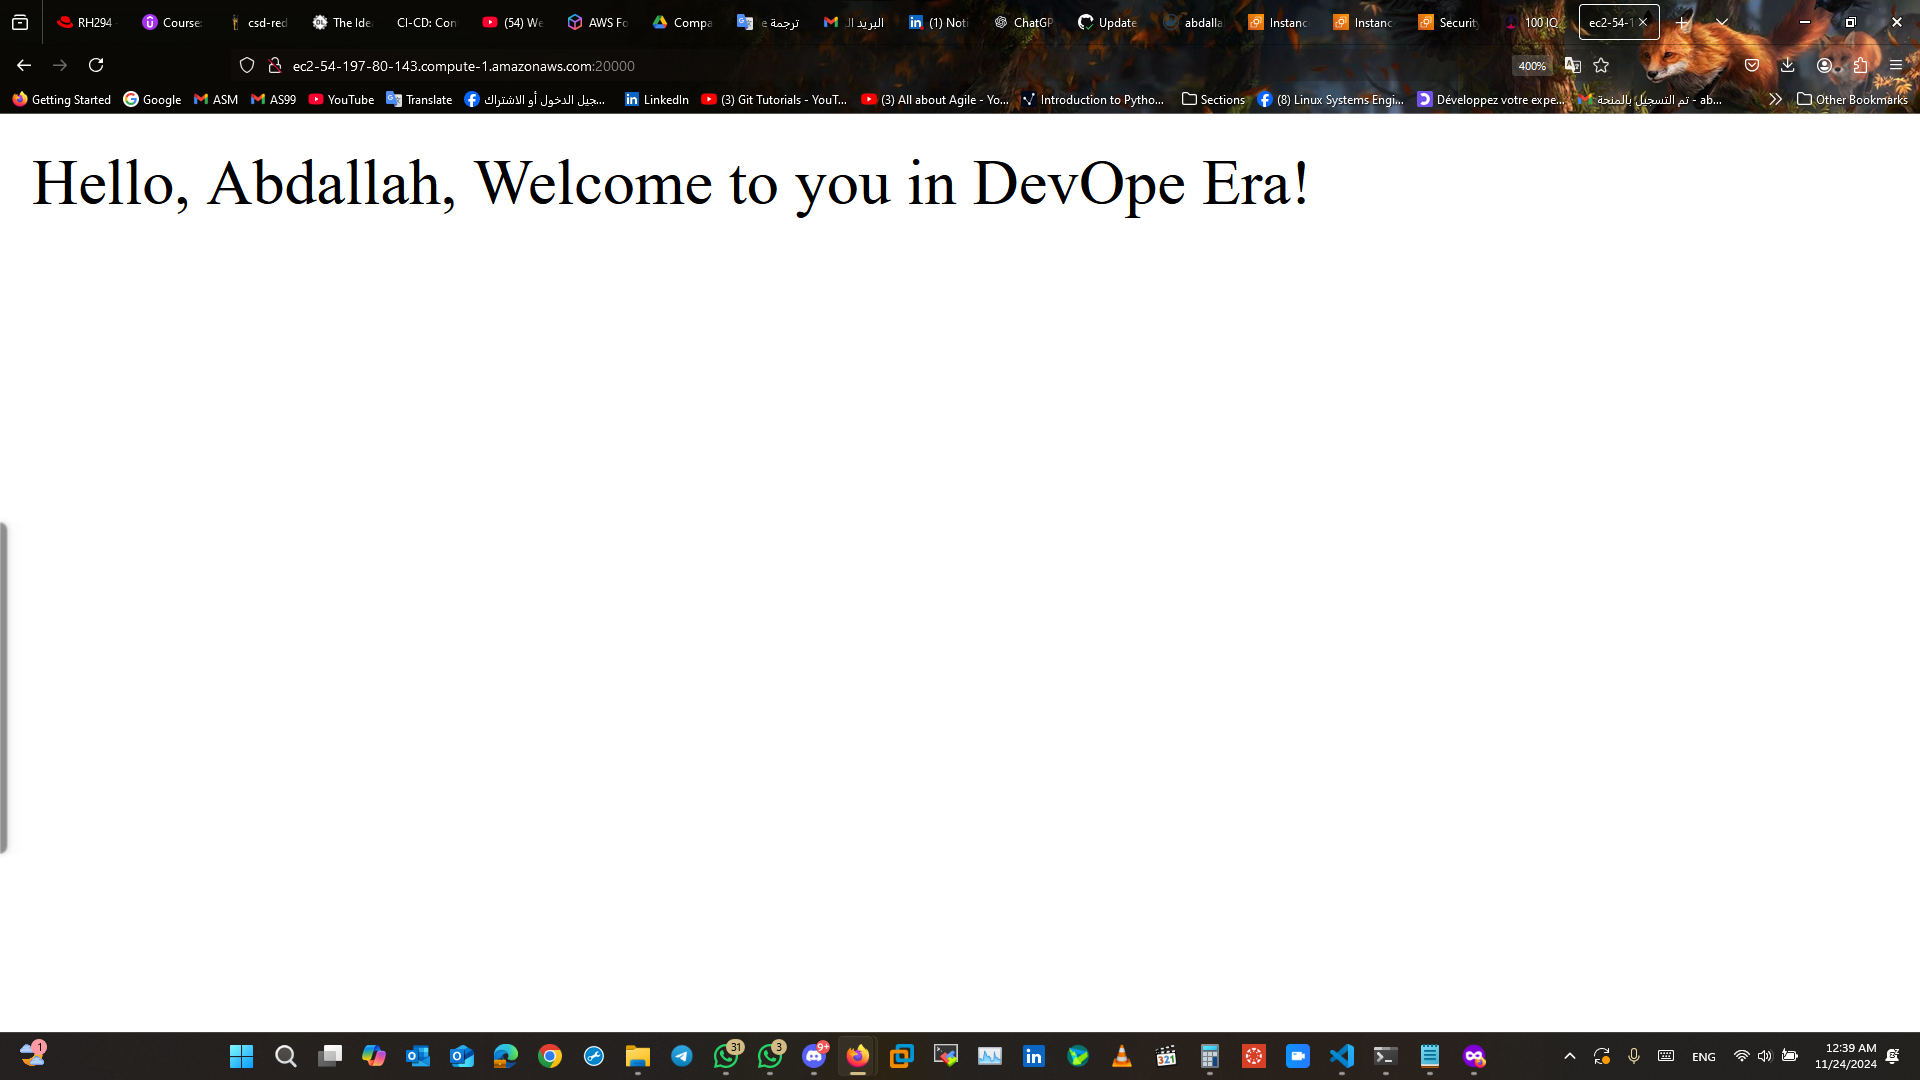 RH294
Course
csd-red
The Ide
CI-CD: Con
(54) We
AWS Fo
Compa
ترجمة e
البريد ال
(1) Noti
ChatGP
Update
abdalla
Instanc
Instanc
Security
100 IQ
ec2-54-1
ec2-54-197-80-143.compute-1.amazonaws.com:20000
400%
Getting Started
Google
ASM
AS99
YouTube
Translate
...جيل الدخول أو الاشتراك
LinkedIn
(3) Git Tutorials - YouT...
(3) All about Agile - Yo...
Introduction to Pytho...
Sections
(8) Linux Systems Engi...
Développez votre expe...
تم التسجيل بالمنحة - ab...
Other Bookmarks
Hello, Abdallah, Welcome to you in DevOpe Era!
1
31
3
9+
321
ENG
12:39 AM
11/24/2024